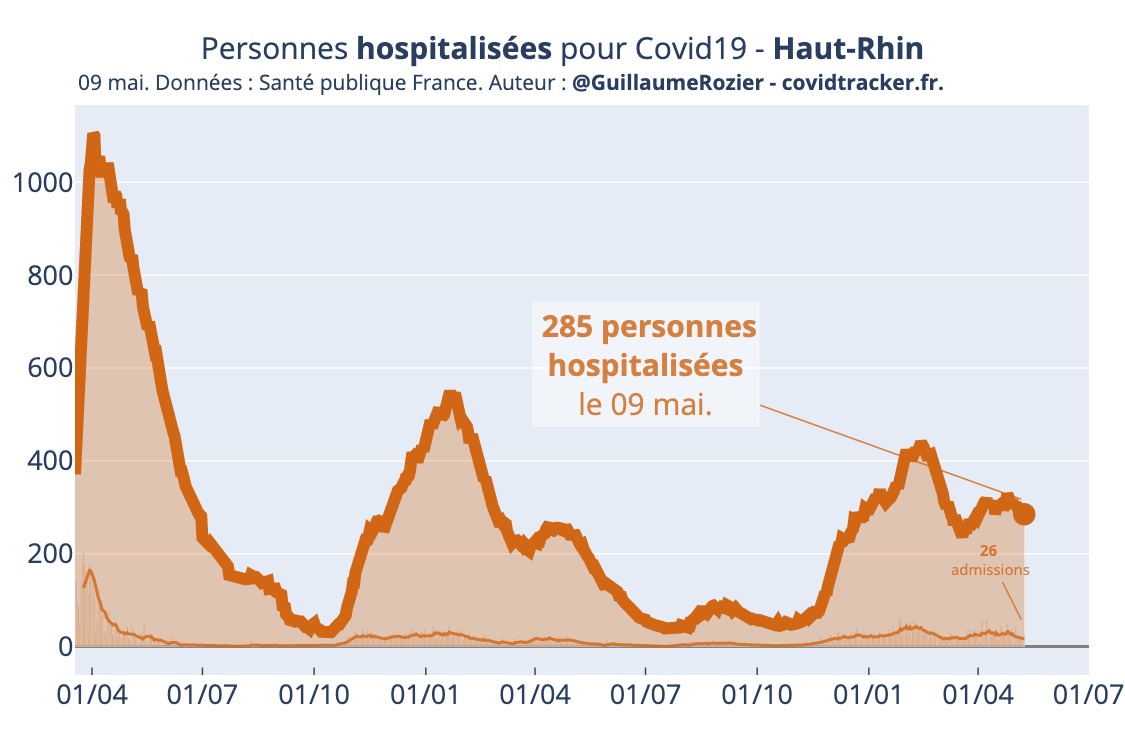 Personnes hospitalisées pour Covid19 - Haut-Rhin
09 mai. Données : Santé publique France. Auteur : @GuillaumeRozier - covidtracker.fr.
1000
800
600
400
200
0
285 personnes
hospitalisées
le 09 mai.
26
admissions
01/04 01/07 01/10 01/01 01/04 01/07 01/10 01/01 01/04 01/07